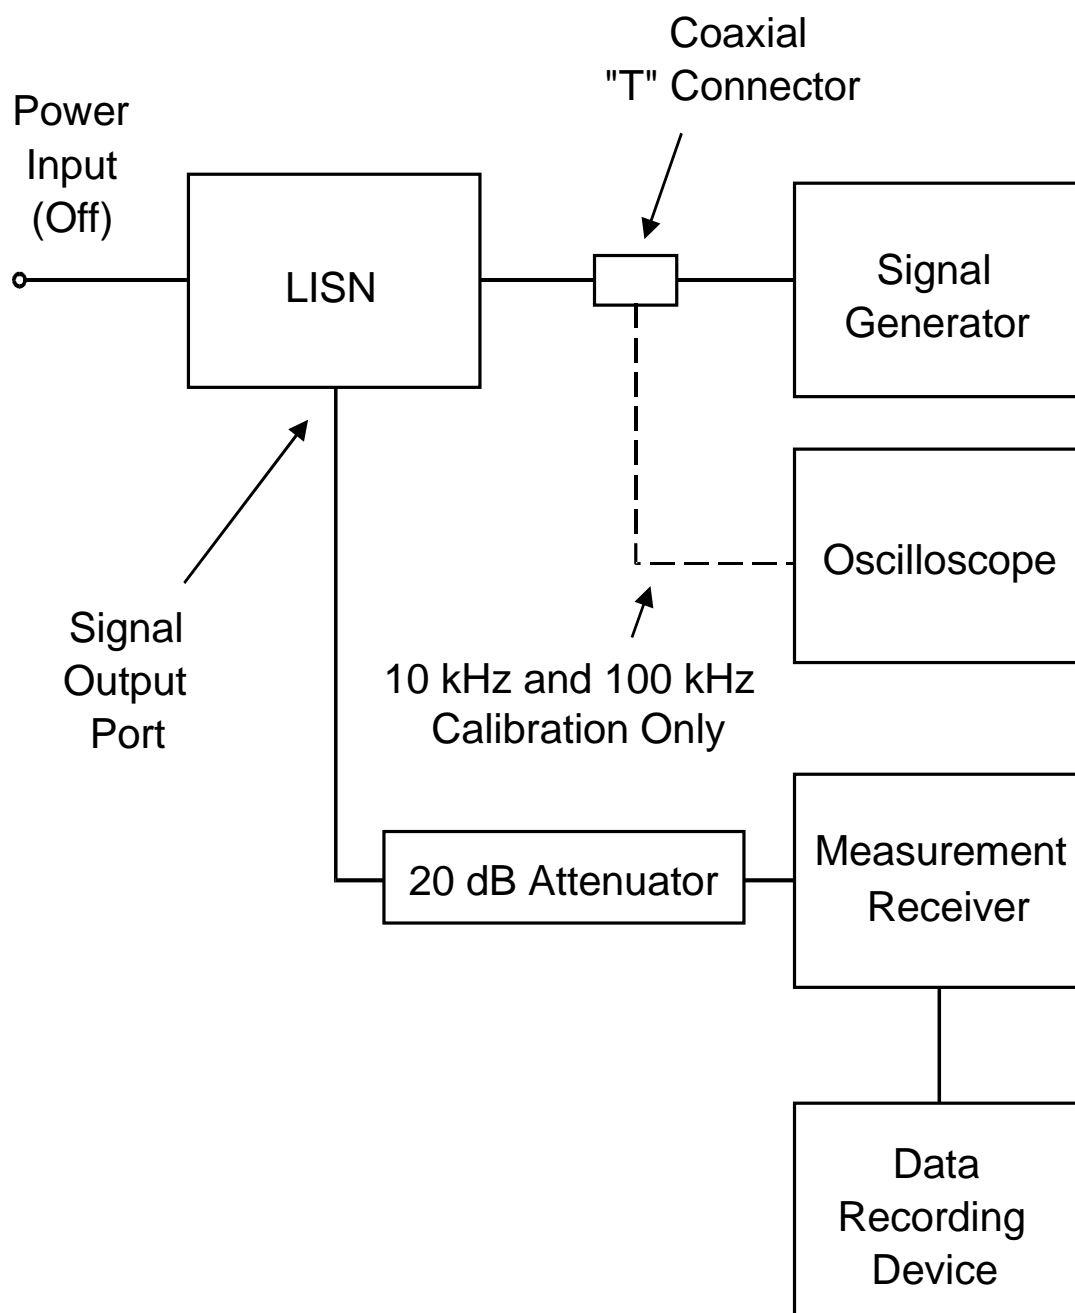 Coaxial
"T" Connector
Power
Input
(Off)
LISN
Signal
Generator
Oscilloscope
Signal
Output
Port
10 kHz and 100 kHz
Calibration Only
20 dB Attenuator
Measurement
Receiver
Data
Recording
Device